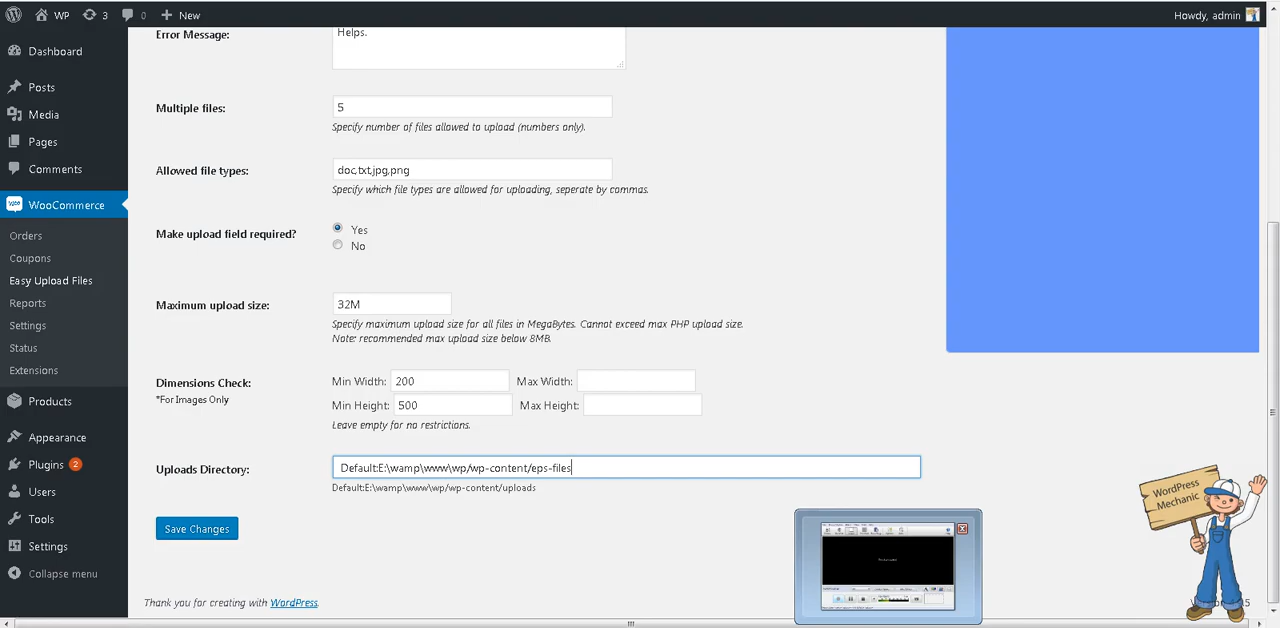 WP 3 0 New Howdy, admin
Dashboard
Posts
Media
Pages
Comments
WooCommerce
Orders
Coupons
Easy Upload Files
Reports
Settings
Status
Extensions
Products
Appearance
Plugins 2
Users
Tools
Settings
Collapse menu
Error Message: Helps.
Multiple files: 5
Specify number of files allowed to upload (numbers only).
Allowed file types: doc,txt,jpg,png
Specify which file types are allowed for uploading, seperate by commas.
Make upload field required? Yes
No
Maximum upload size: 32M
Specify maximum upload size for all files in MegaBytes. Cannot exceed max PHP upload size.
Note: recommended max upload size below 8MB.
Dimensions Check: Min Width: 200 Max Width:
*For Images Only
Min Height: 500 Max Height:
Leave empty for no restrictions.
Uploads Directory: Default:E:\wamp\www\wp/wp-content/eps-files
Default:E:\wamp\www\wp/wp-content/uploads
Save Changes
Thank you for creating with WordPress.
WordPress
Mechanic